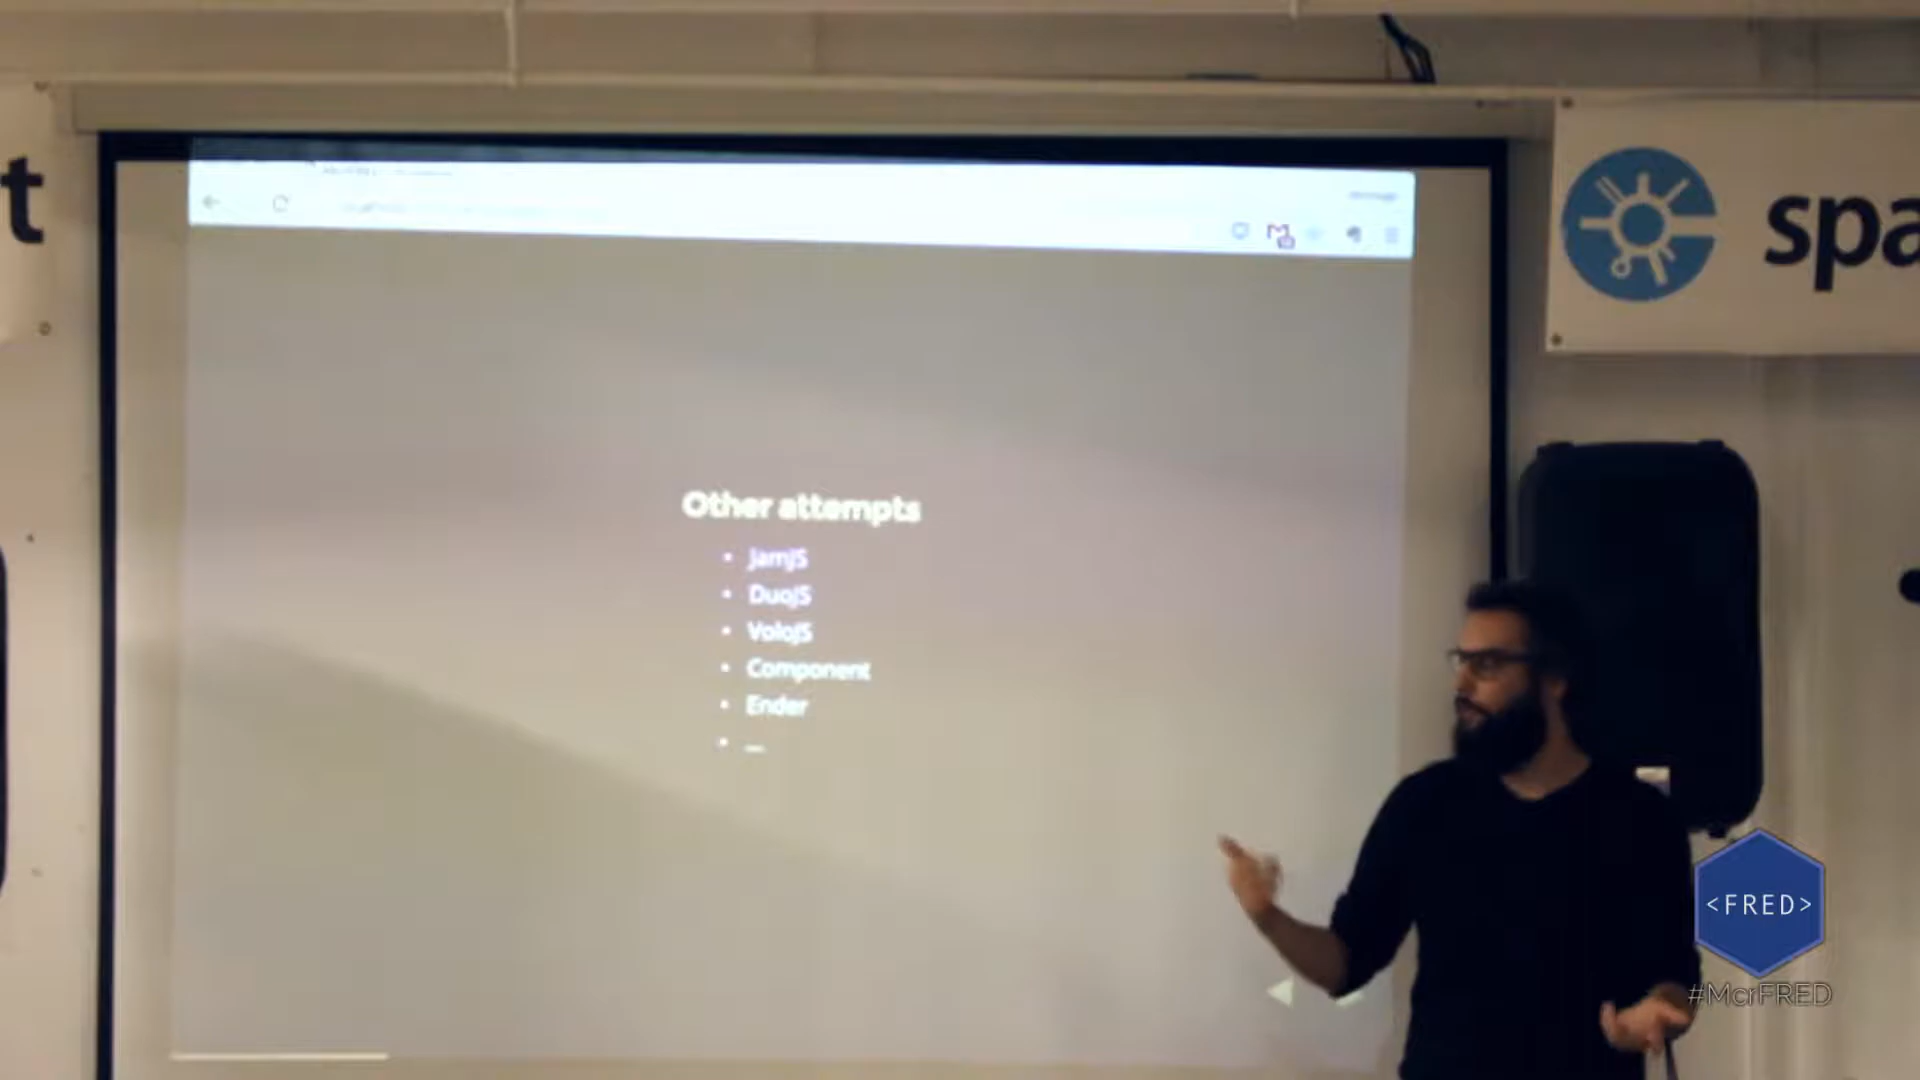 t
spa
Other attempts
• JamJS
• DuoJS
• VoloJS
• Component
• Ender
• ...
<FRED>
#McrFRED